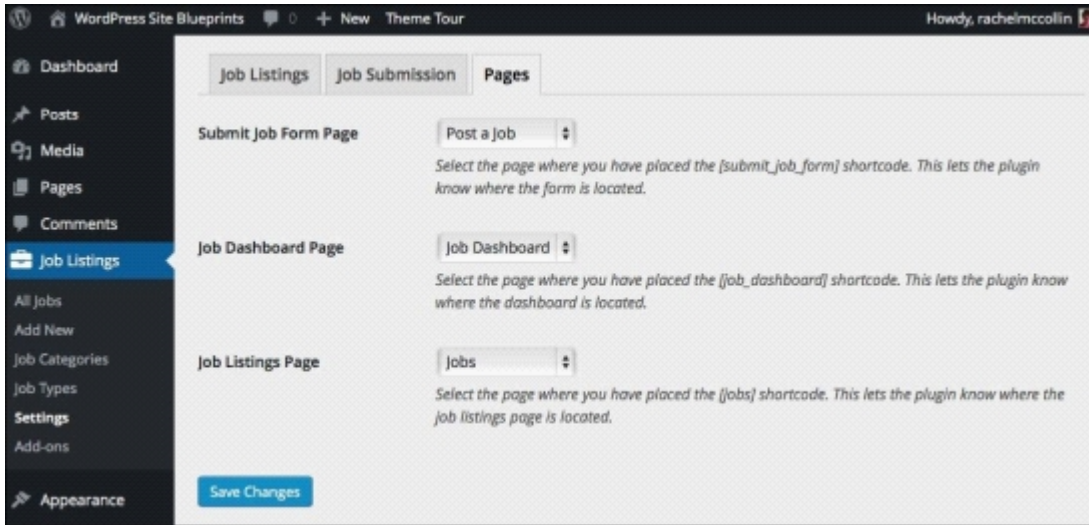 WordPress Site Blueprints 0 + New Theme Tour Howdy, rachelmccollin
Dashboard
Posts
Media
Pages
Comments
Job Listings
All Jobs
Add New
Job Categories
Job Types
Settings
Add-ons
Appearance
Job Listings Job Submission Pages
Submit Job Form Page Post a Job
Select the page where you have placed the [submit_job_form] shortcode. This lets the plugin
know where the form is located.
Job Dashboard Page Job Dashboard
Select the page where you have placed the [job_dashboard] shortcode. This lets the plugin know
where the dashboard is located.
Job Listings Page Jobs
Select the page where you have placed the [jobs] shortcode. This lets the plugin know where the
job listings page is located.
Save Changes